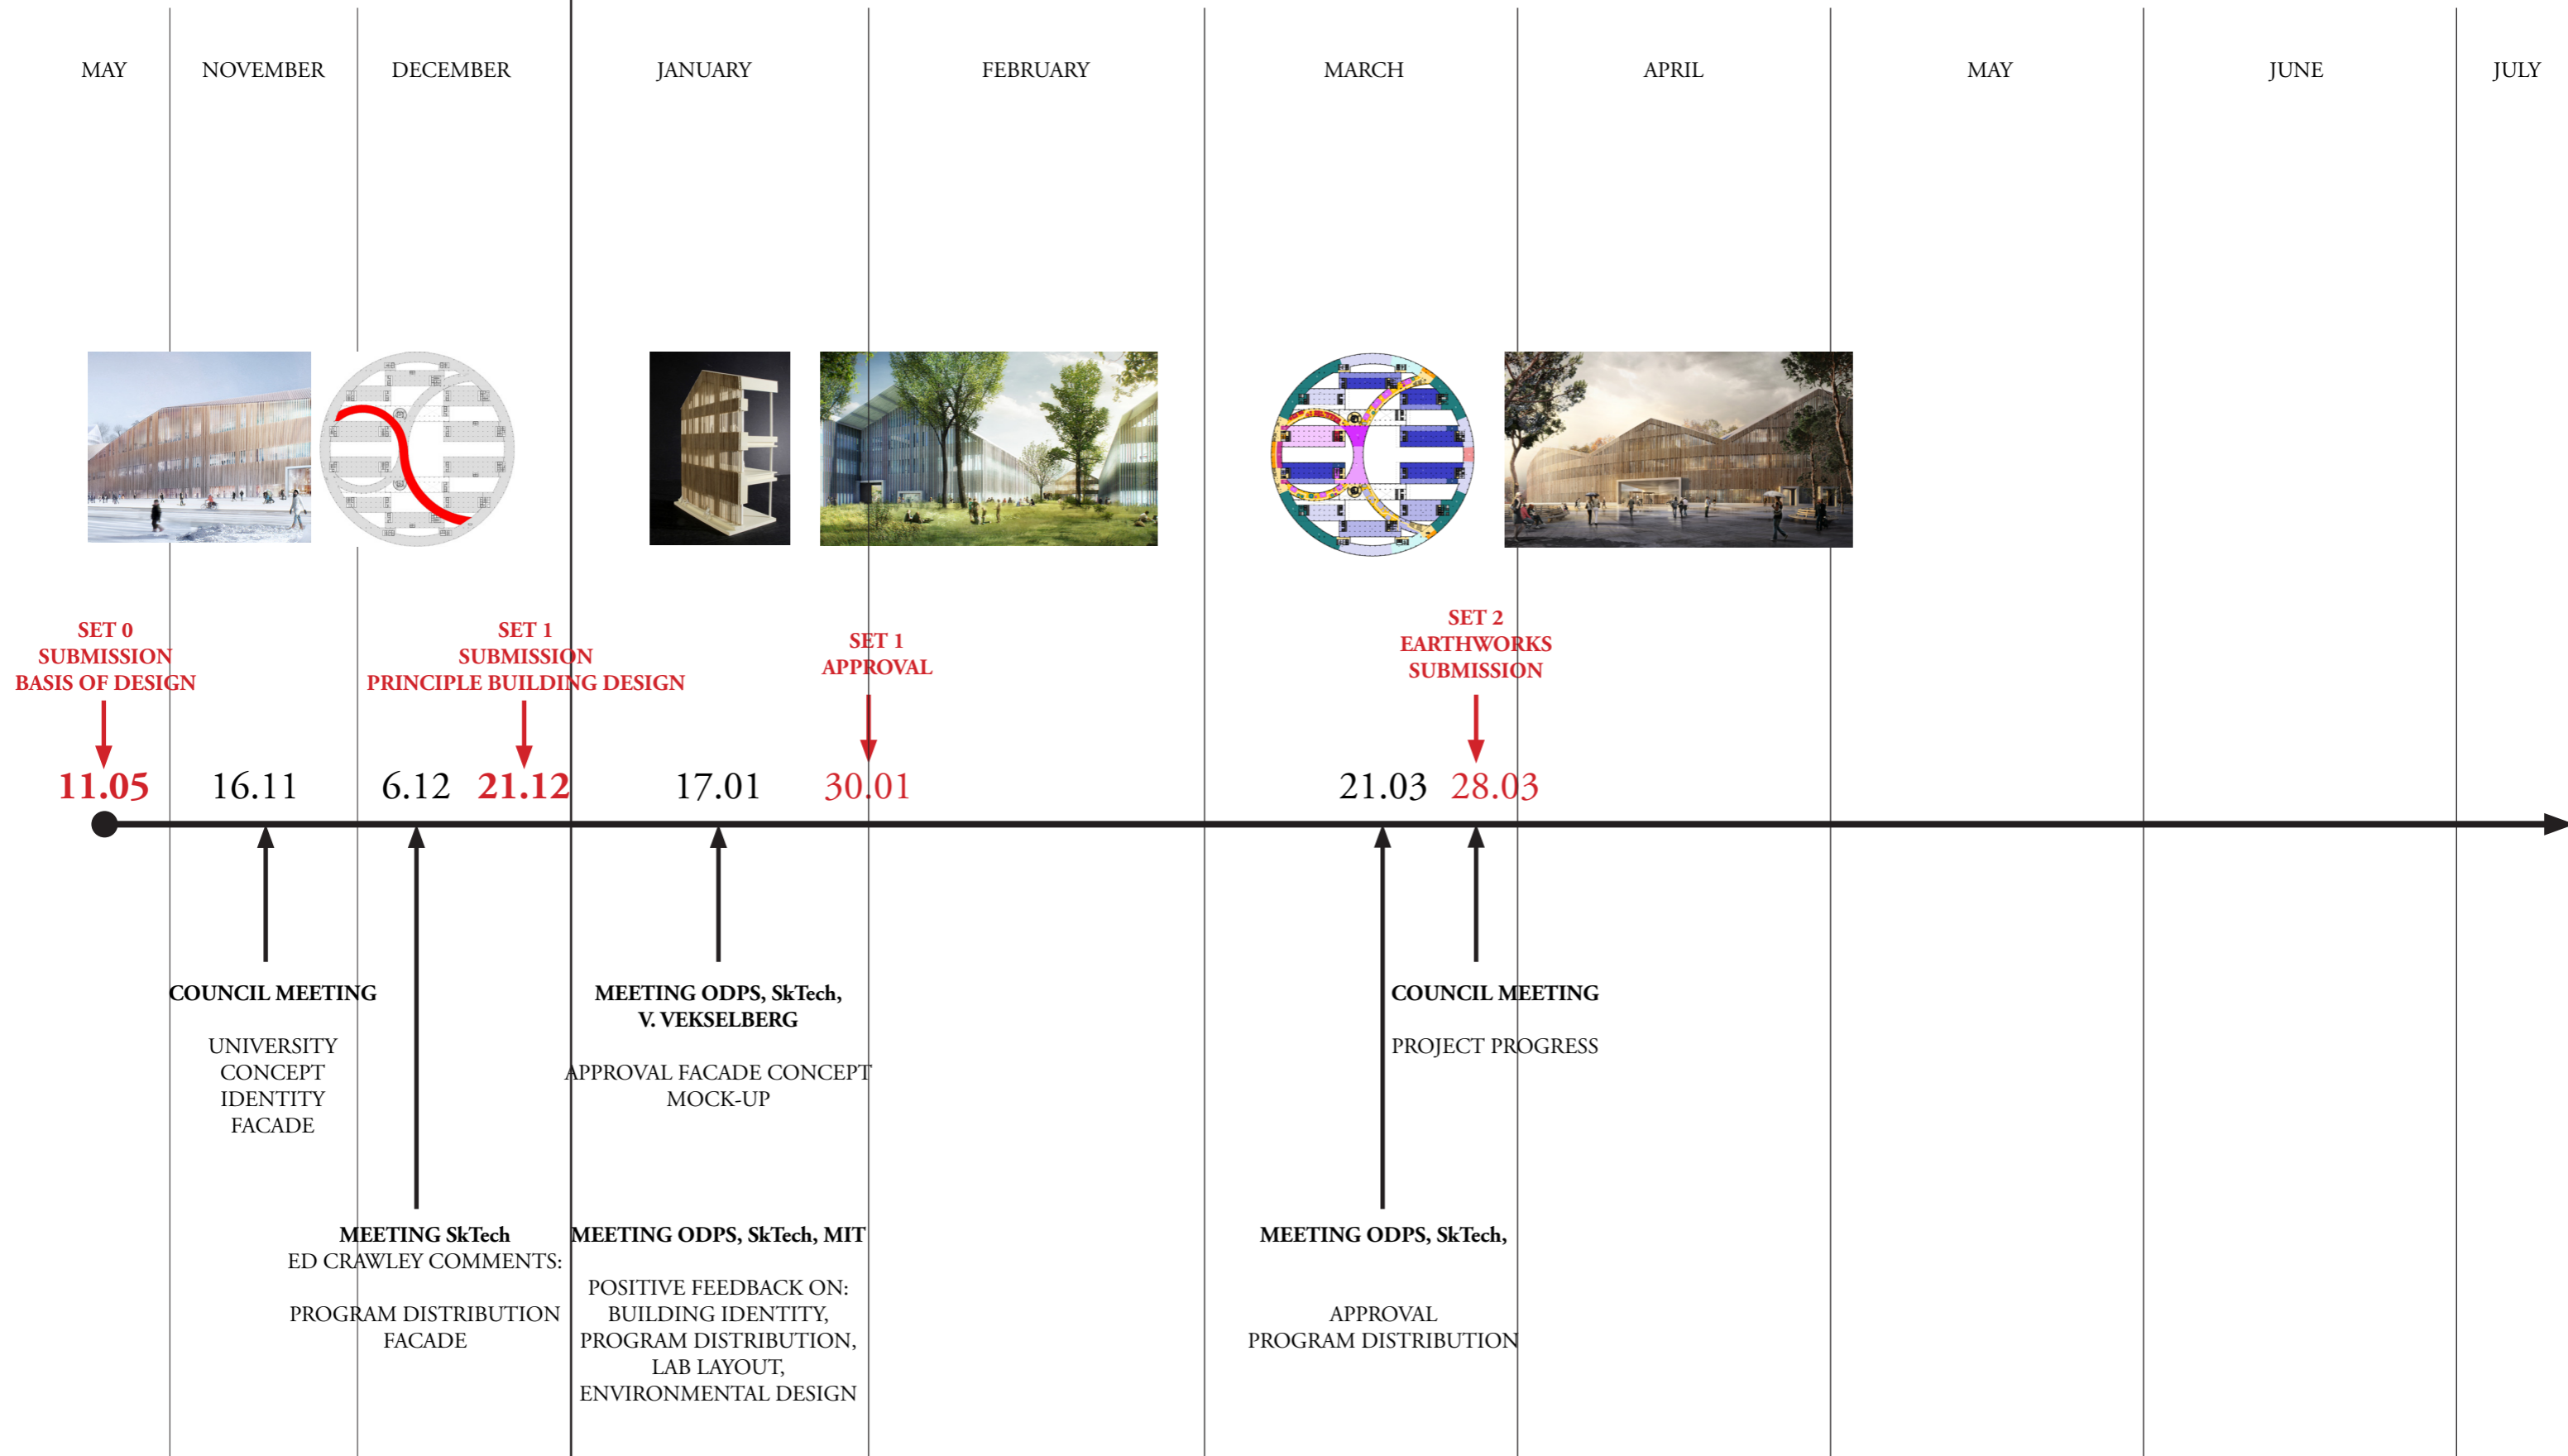 MAY
NOVEMBER
DECEMBER
JANUARY
FEBRUARY
MARCH
APRIL
MAY
JUNE
JULY
SET 0
SUBMISSION
BASIS OF DESIGN
SET 1
SUBMISSION
PRINCIPLE BUILDING DESIGN
SET 1
APPROVAL
SET 2
EARTHWORKS
SUBMISSION
11.05
16.11
6.12
21.12
17.01
30.01
21.03
28.03
COUNCIL MEETING
UNIVERSITY
CONCEPT
IDENTITY
FACADE
MEETING ODPS, SkTech,
V. VEKSELBERG
APPROVAL FACADE CONCEPT
MOCK-UP
COUNCIL MEETING
PROJECT PROGRESS
MEETING SkTech
ED CRAWLEY COMMENTS:
PROGRAM DISTRIBUTION
FACADE
MEETING ODPS, SkTech, MIT
POSITIVE FEEDBACK ON:
BUILDING IDENTITY,
PROGRAM DISTRIBUTION,
LAB LAYOUT,
ENVIRONMENTAL DESIGN
MEETING ODPS, SkTech,
APPROVAL
PROGRAM DISTRIBUTION